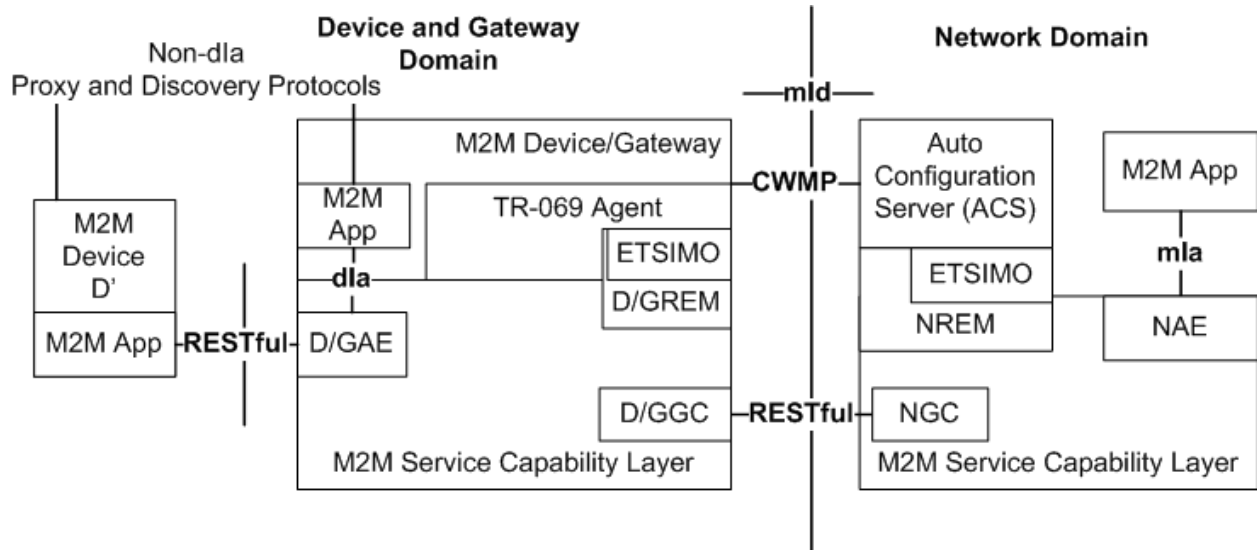 Device and Gateway
Domain
Network Domain
Non-dIa
Proxy and Discovery Protocols
mId
M2M Device/Gateway
Auto
Configuration
Server (ACS)
M2M App
CWMP
M2M
App
TR-069 Agent
M2M
Device
D’
ETSIMO
ETSIMO
mIa
dIa
D/GREM
NREM
NAE
M2M App
RESTful
D/GAE
D/GGC
RESTful
NGC
M2M Service Capability Layer
M2M Service Capability Layer